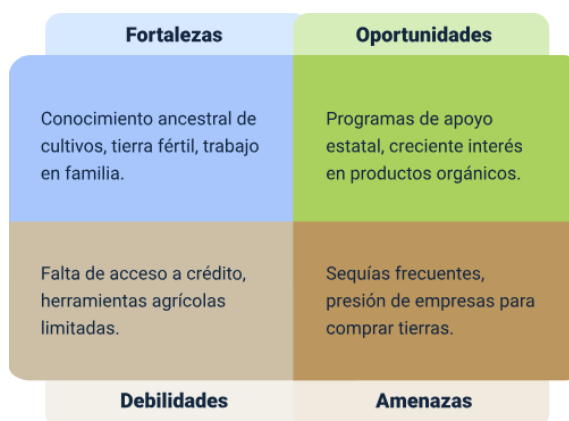 Fortalezas
Oportunidades
Conocimiento ancestral de
cultivos, tierra fértil, trabajo
en familia.
Programas de apoyo
estatal, creciente interés
en productos orgánicos.
Falta de acceso a crédito,
herramientas agrícolas
limitadas.
Sequías frecuentes,
presión de empresas para
comprar tierras.
Debilidades
Amenazas